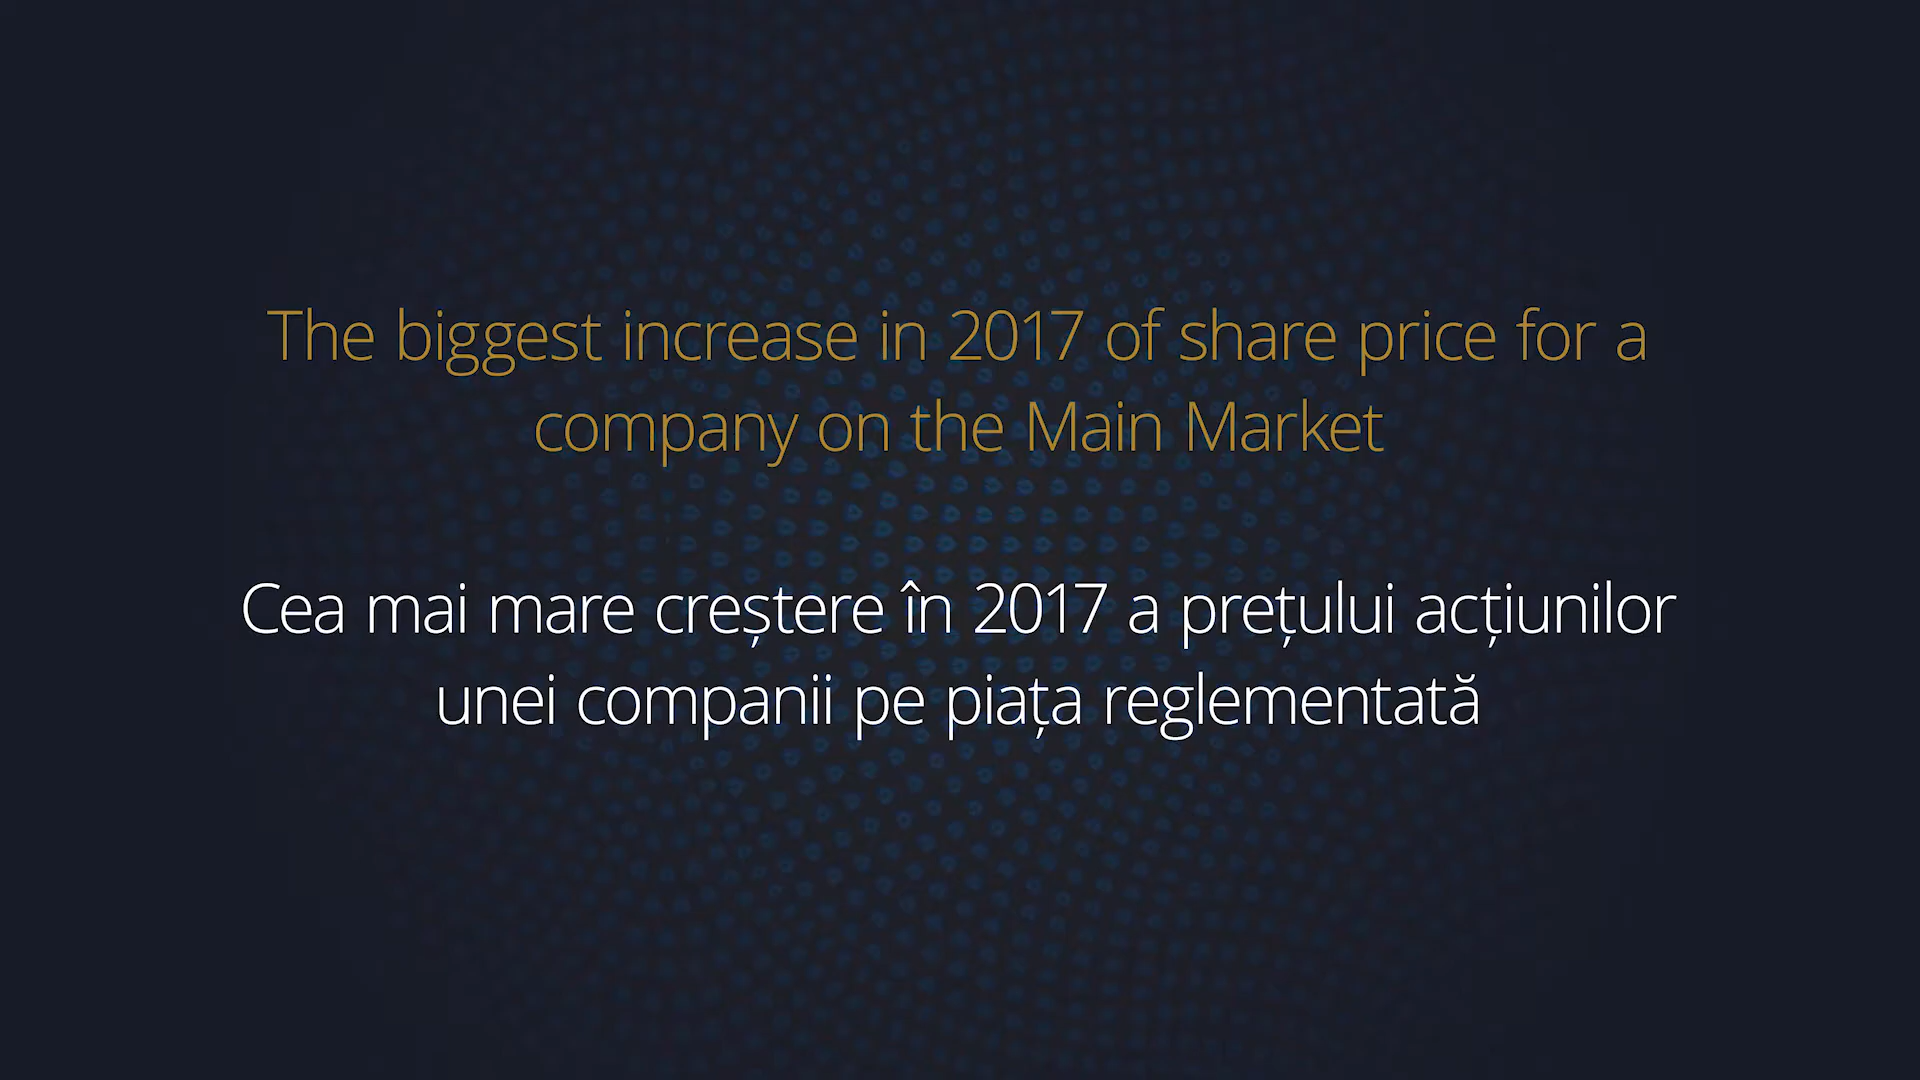 The biggest increase in 2017 of share price for a
company on the Main Market
Cea mai mare creștere în 2017 a prețului acțiunilor
unei companii pe piața reglementată